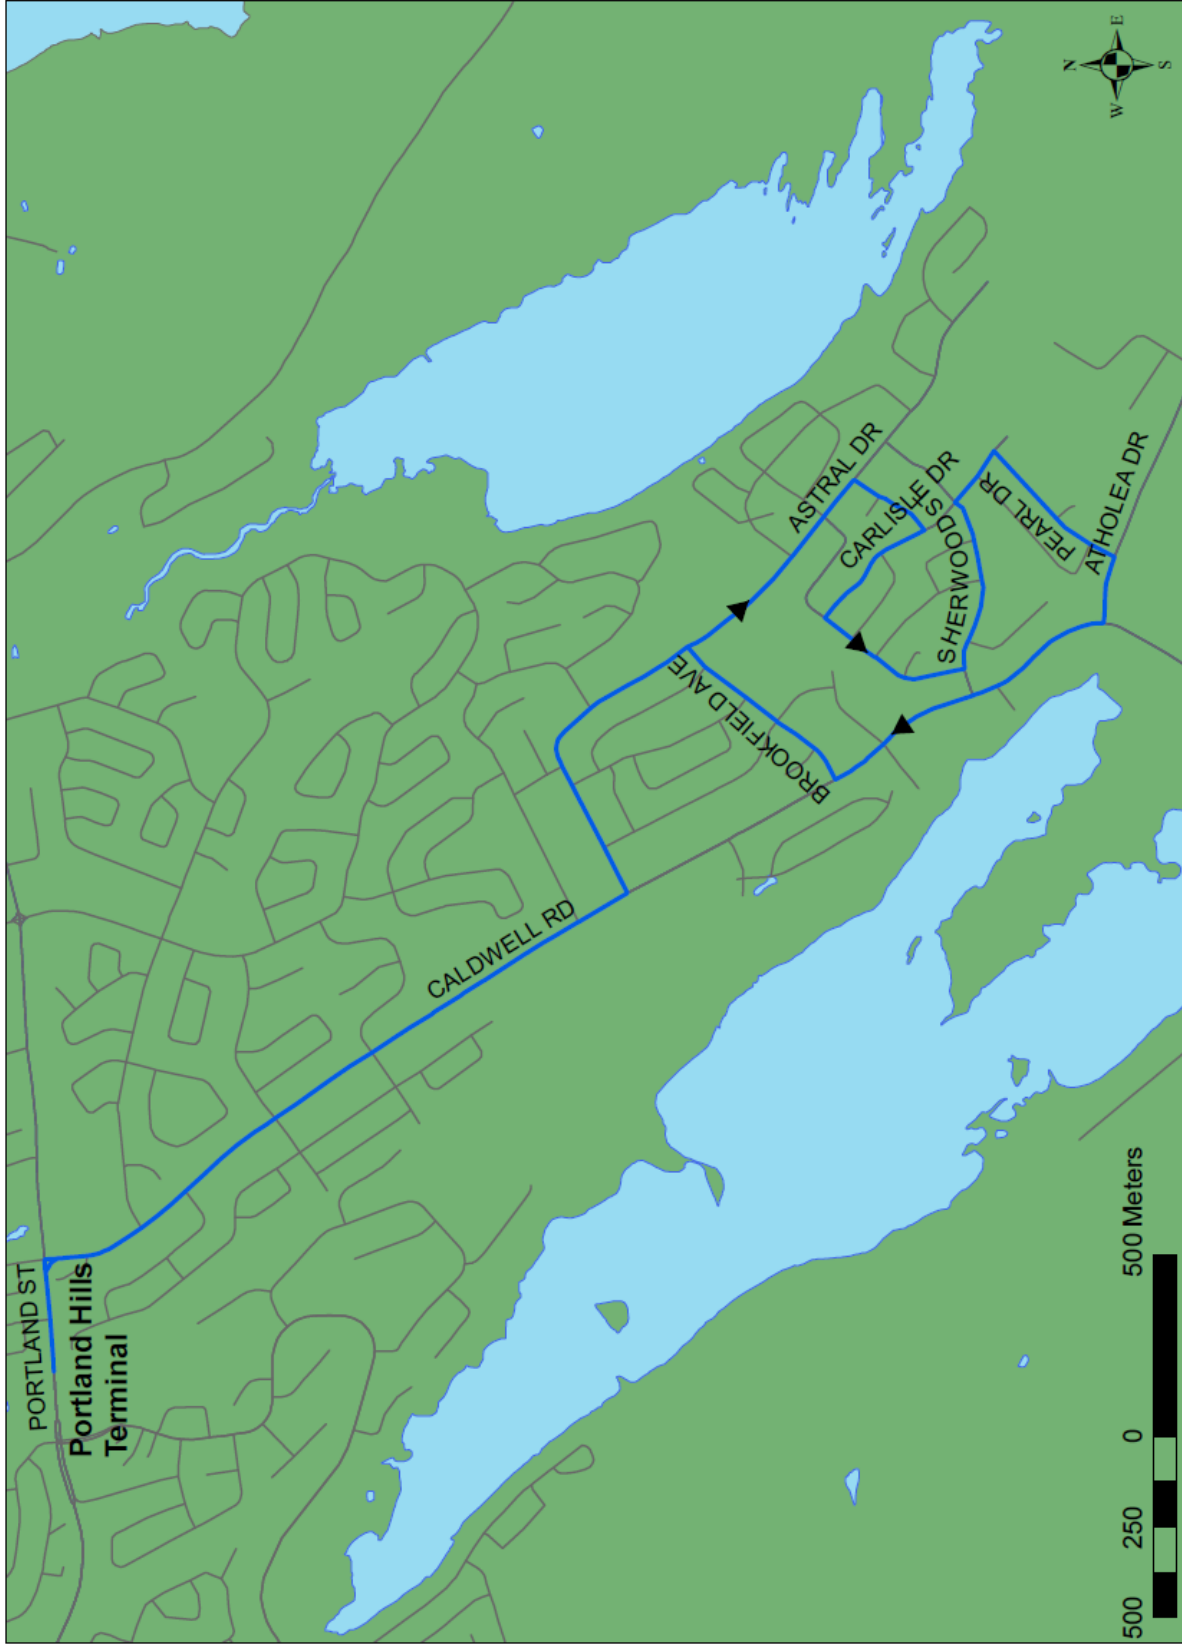 PORTLAND ST
Portland Hills
Terminal
CALDWELL RD
BROOKFIELD AVE
ASTRAL DR
CARLISLE DR
SHERWOOD ST
PEARL DR
ATHOLEA DR
N
E
S
W
500
250
0
500 Meters